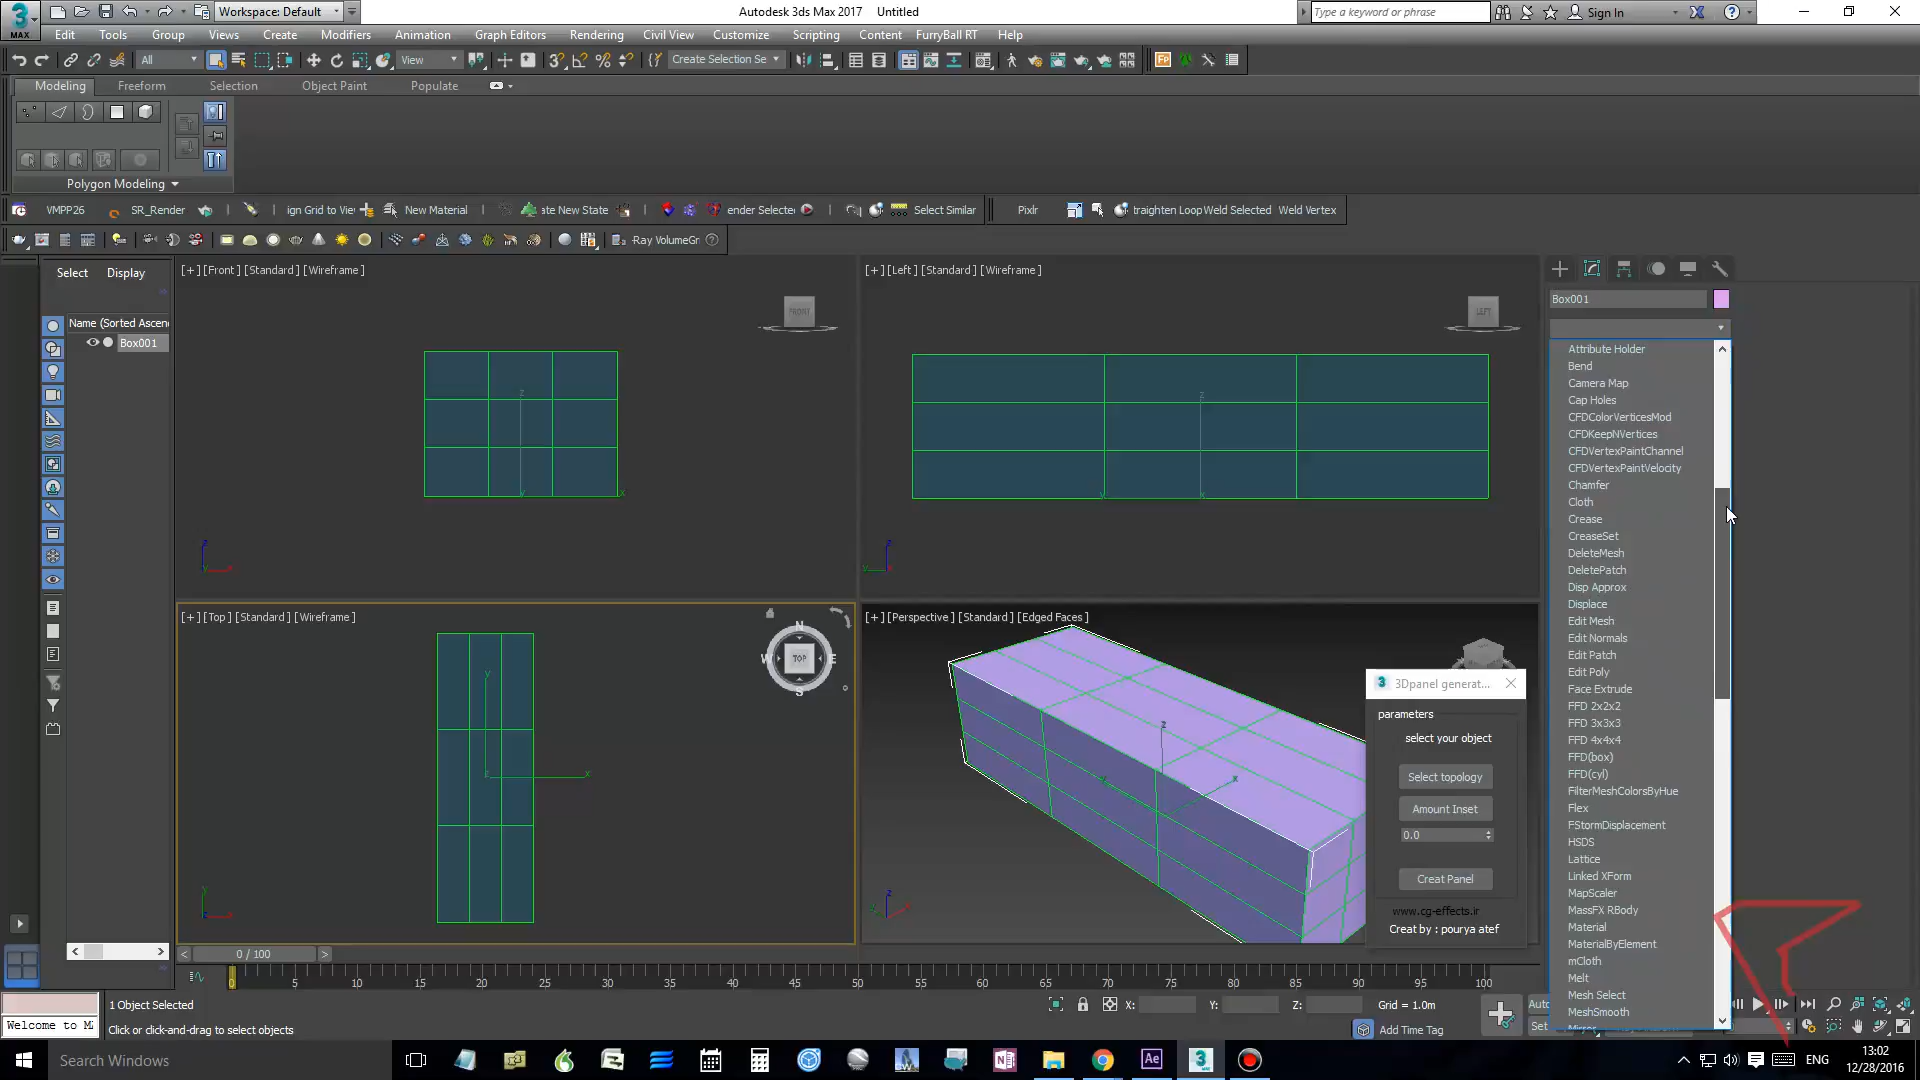 Workspace: Default
Autodesk 3ds Max 2017    Untitled
Type a keyword or phrase
Sign In
MAX
Edit Tools Group Views Create Modifiers Animation Graph Editors Rendering Civil View Customize Scripting Content FurryBall RT Help
All
View
Create Selection Se
Modeling Freeform Selection Object Paint Populate
Polygon Modeling
VMPP26 SR_Render ign Grid to Vie New Material ate New State ender Selecte Select Similar Pixlr traighten Loop Weld Selected Weld Vertex
-Ray VolumeGr
Select Display
Name (Sorted Ascen
Box001
[+] [Front ] [Standard ] [Wireframe ]
FRONT
[+] [Left ] [Standard ] [Wireframe ]
LEFT
[+] [Top ] [Standard ] [Wireframe ]
N
W TOP E
S
[+] [Perspective ] [Standard ] [Edged Faces ]
3Dpanel generat...
parameters
select your object
Select topology
Amount Inset
0.0
Creat Panel
www.cg-effects.ir
Creat by : pourya atef
Box001
Attribute Holder
Bend
Camera Map
Cap Holes
CFDColorVerticesMod
CFDKeepNVertices
CFDVertexPaintChannel
CFDVertexPaintVelocity
Chamfer
Cloth
Crease
CreaseSet
DeleteMesh
DeletePatch
Disp Approx
Displace
Edit Mesh
Edit Normals
Edit Patch
Edit Poly
Face Extrude
FFD 2x2x2
FFD 3x3x3
FFD 4x4x4
FFD(box)
FFD(cyl)
FilterMeshColorsByHue
Flex
FStormDisplacement
HSDS
Lattice
Linked XForm
MapScaler
MassFX RBody
Material
MaterialByElement
mCloth
Melt
Mesh Select
MeshSmooth
Mirror
0 / 100
0 5 10 15 20 25 30 35 40 45 50 55 60 65 70 75 80 85 90 95 100
1 Object Selected
X: Y: Z: Grid = 1.0m
Auto
Welcome to M
Click or click-and-drag to select objects
Add Time Tag
Set
Search Windows
ENG
13:02
12/28/2016